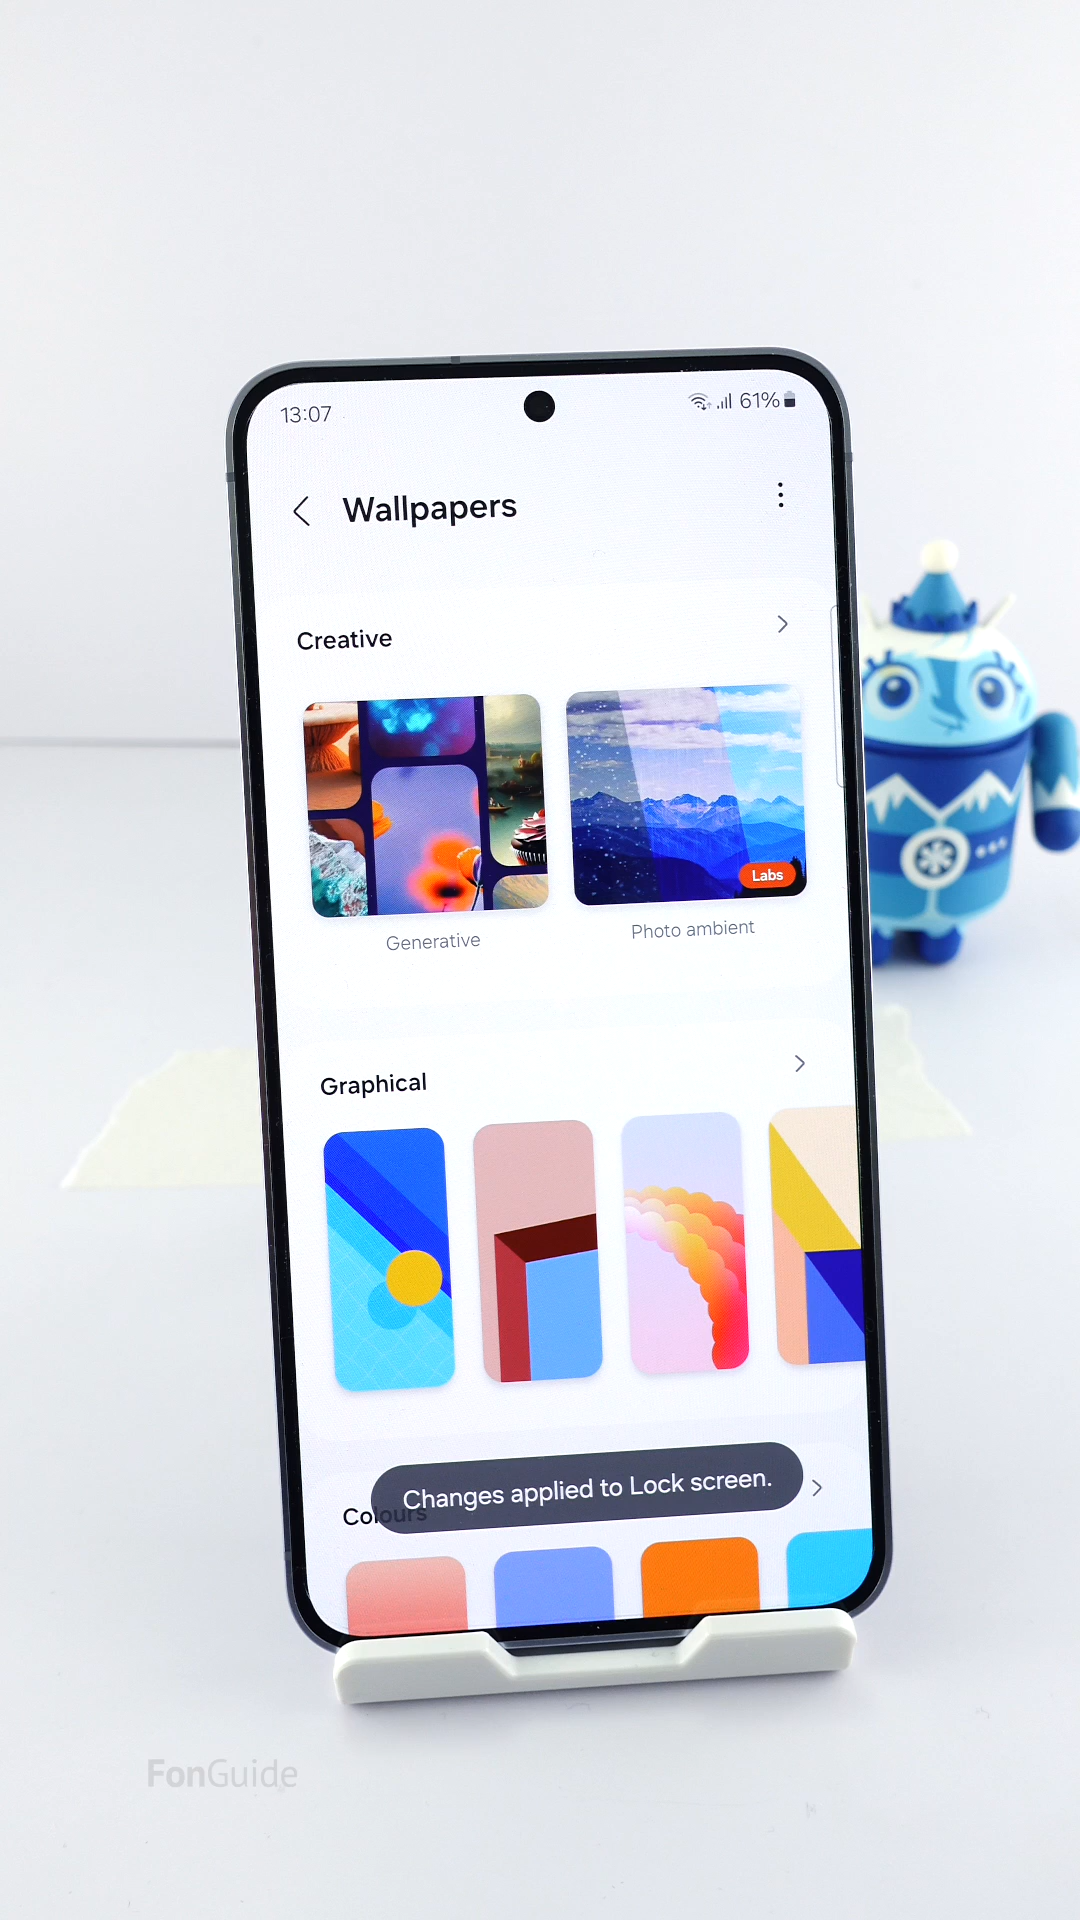 13:07
61%
Wallpapers
Creative
Labs
Generative
Photo ambient
Graphical
Changes applied to Lock screen.
Colours
FonGuide